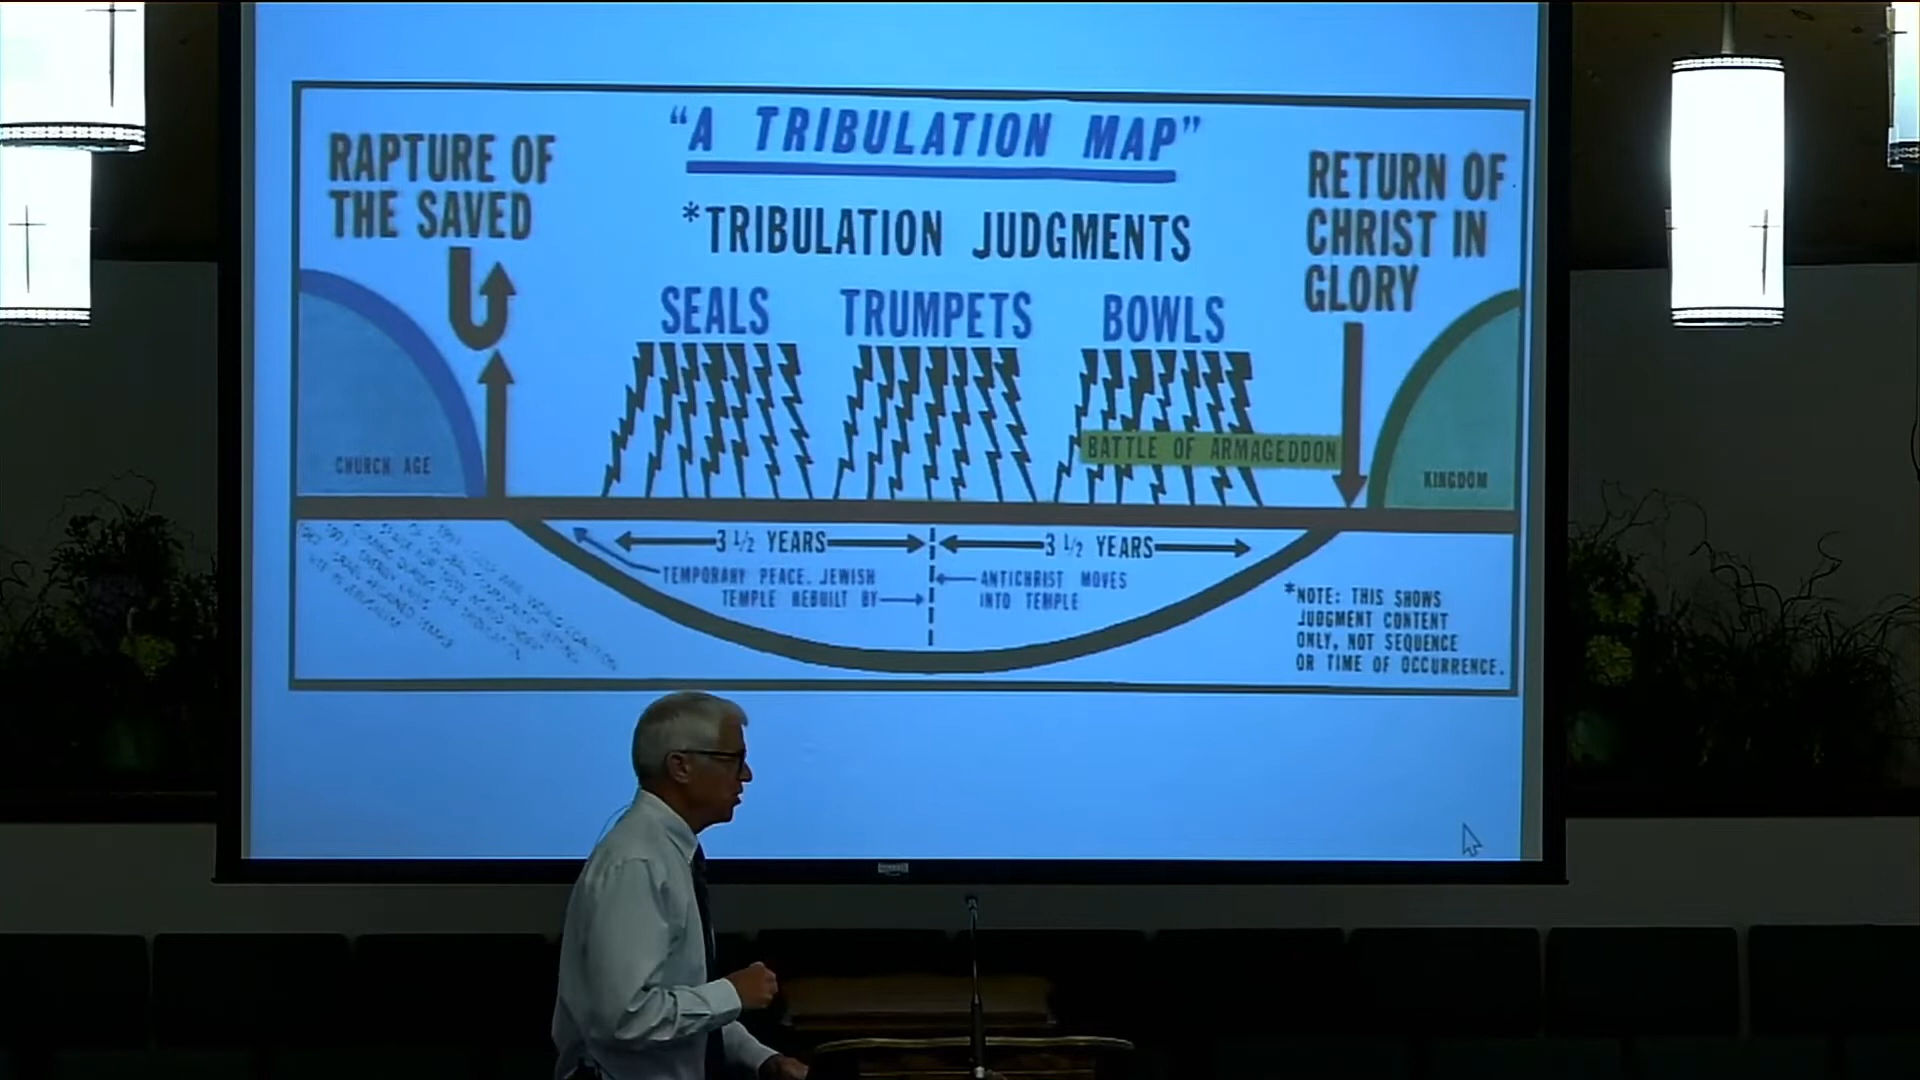 "A TRIBULATION MAP"
RAPTURE OF
THE SAVED
*TRIBULATION JUDGMENTS
RETURN OF
CHRIST IN
GLORY
SEALS
TRUMPETS
BOWLS
BATTLE OF ARMAGEDDON
CHURCH AGE
KINGDOM
3 1/2 YEARS
3 1/2 YEARS
TEMPORARY PEACE. JEWISH
TEMPLE REBUILT BY
ANTICHRIST MOVES
INTO TEMPLE
*NOTE: THIS SHOWS
JUDGMENT CONTENT
ONLY, NOT SEQUENCE
OR TIME OF OCCURRENCE.